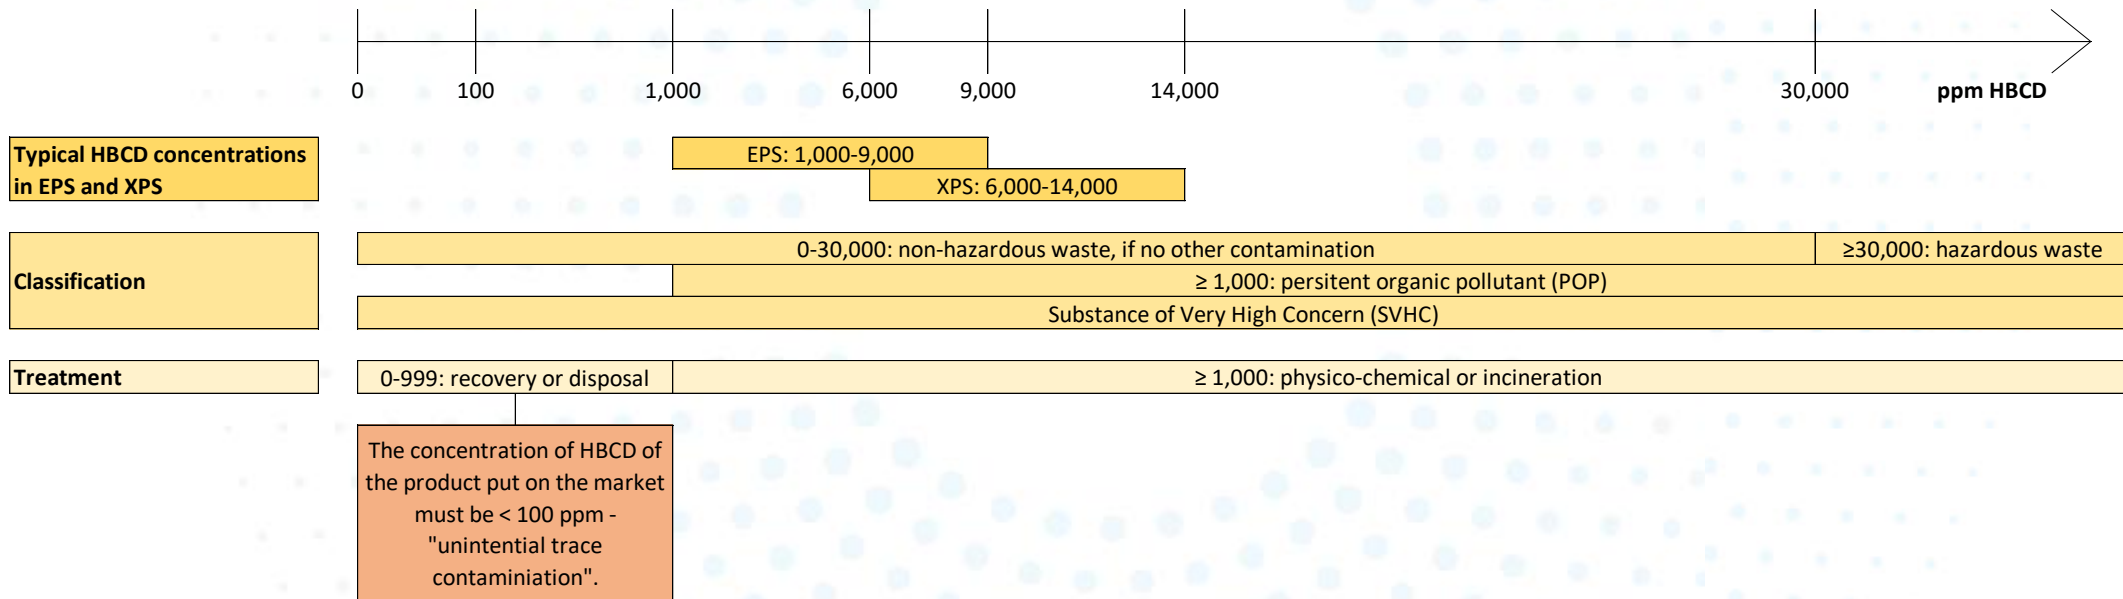 0 100 1,000 6,000 9,000 14,000 30,000 ppm HBCD
Typical HBCD concentrations
in EPS and XPS
EPS: 1,000-9,000
XPS: 6,000-14,000
Classification
0-30,000: non-hazardous waste, if no other contamination
≥30,000: hazardous waste
≥ 1,000: persitent organic pollutant (POP)
Substance of Very High Concern (SVHC)
Treatment
0-999: recovery or disposal
≥ 1,000: physico-chemical or incineration
The concentration of HBCD of
the product put on the market
must be < 100 ppm -
"unintential trace
contaminiation".